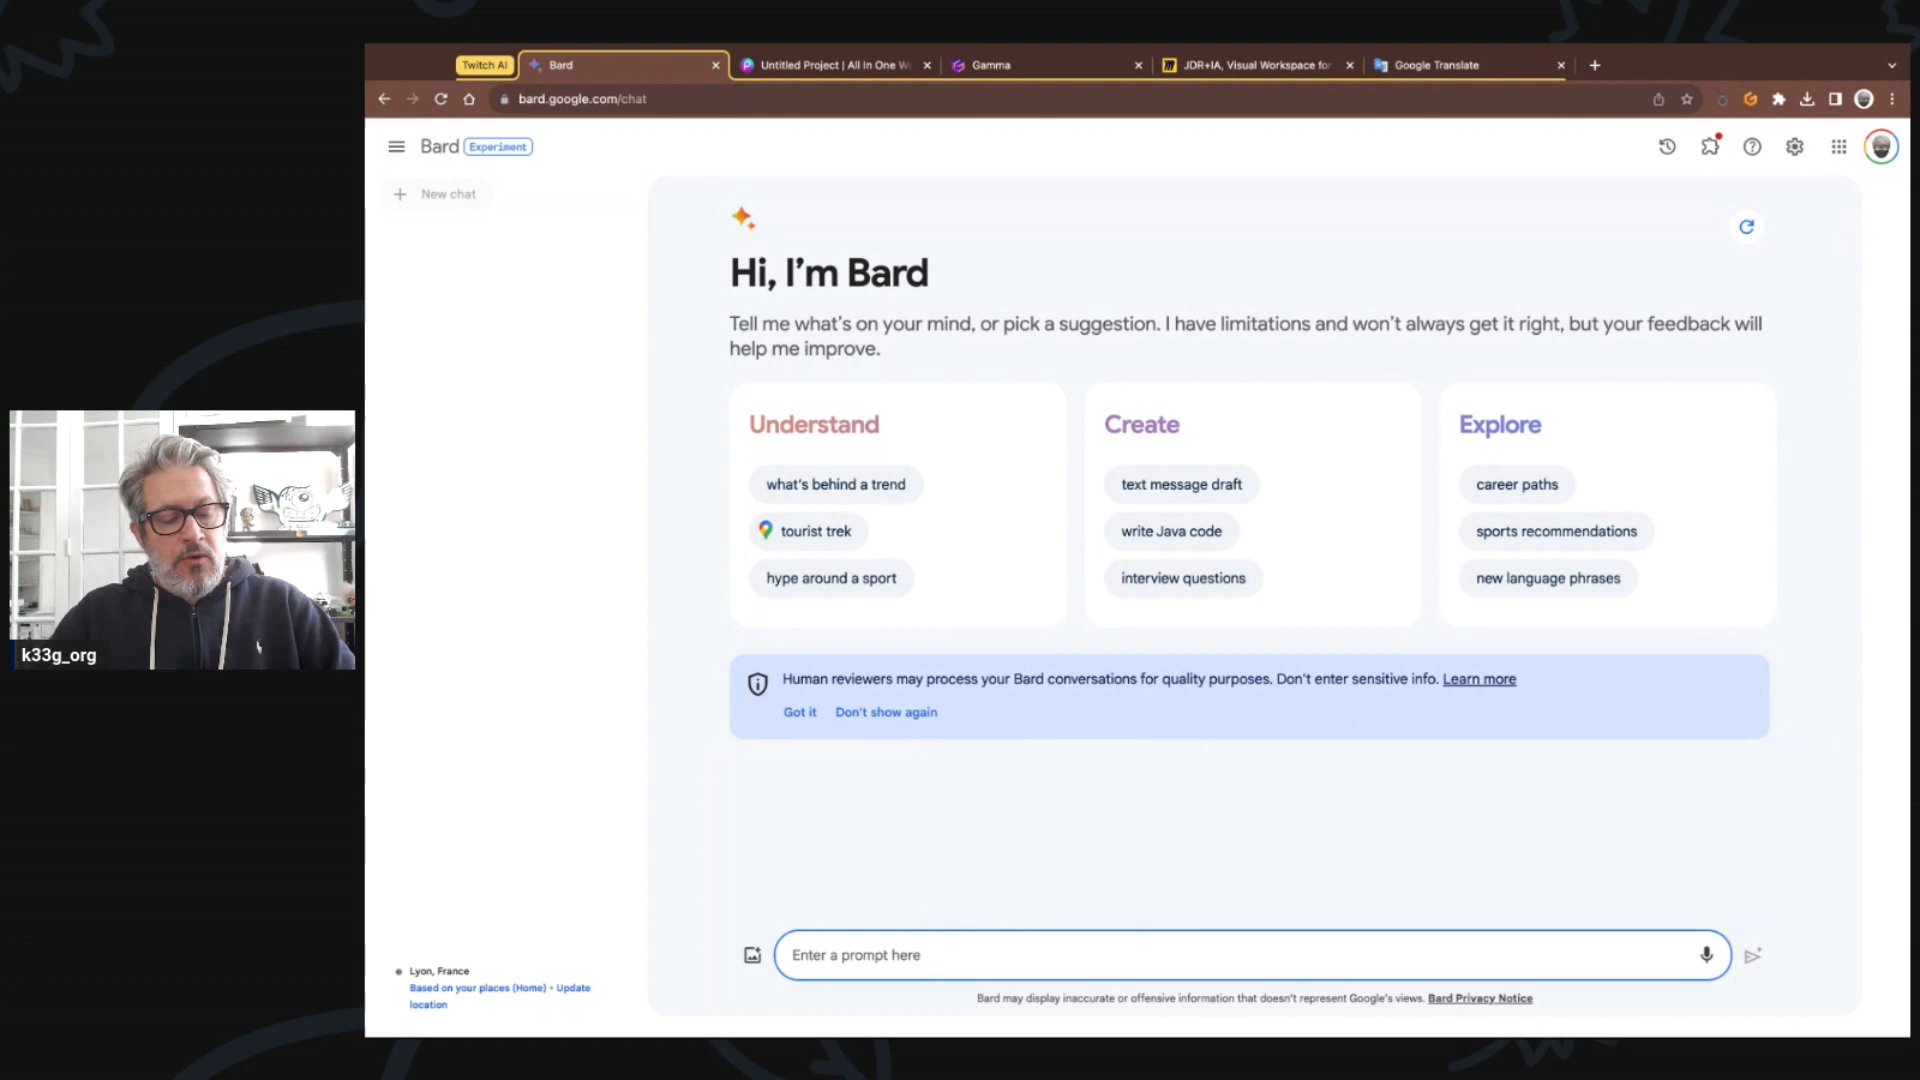 Twitch AI
Bard
Untitled Project | All In One W
Gamma
JDR+IA, Visual Workspace for
Google Translate
bard.google.com/chat
Bard Experiment
New chat
Hi, I'm Bard
Tell me what's on your mind, or pick a suggestion. I have limitations and won't always get it right, but your feedback will
help me improve.
Understand
what's behind a trend
tourist trek
hype around a sport
Create
text message draft
write Java code
interview questions
Explore
career paths
sports recommendations
new language phrases
Human reviewers may process your Bard conversations for quality purposes. Don't enter sensitive info. Learn more
Got it
Don't show again
k33g_org
Enter a prompt here
Lyon, France
Based on your places (Home) • Update
location
Bard may display inaccurate or offensive information that doesn't represent Google's views. Bard Privacy Notice